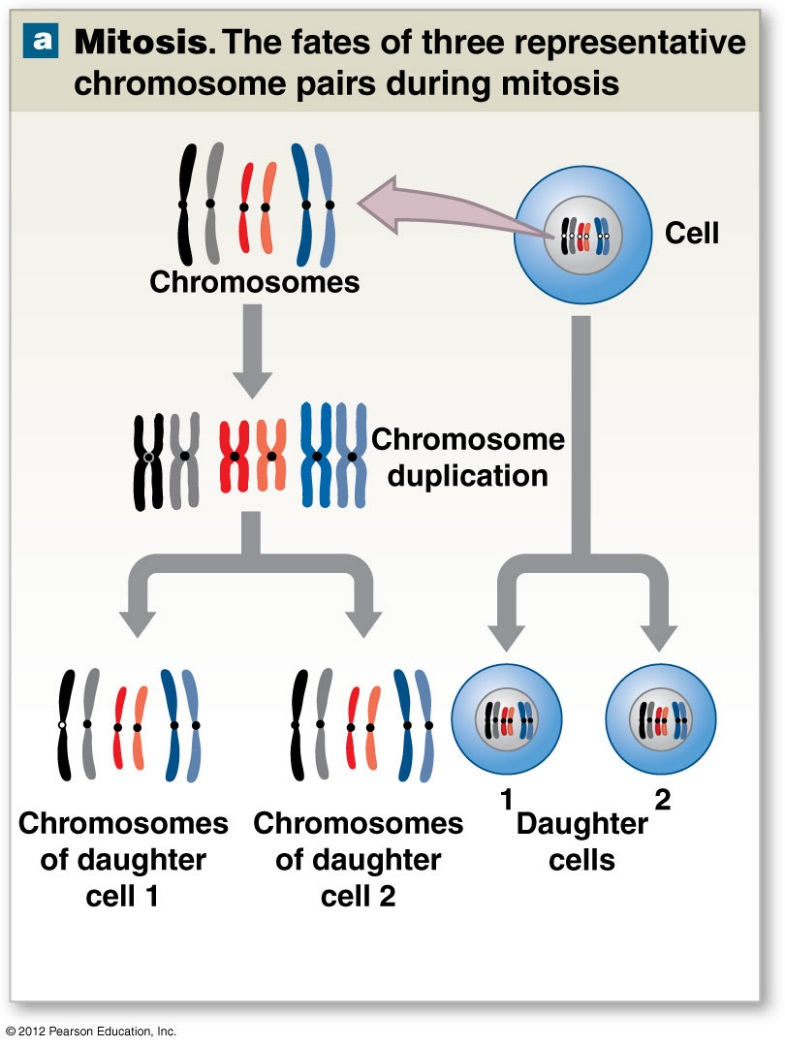 a Mitosis. The fates of three representative
chromosome pairs during mitosis
Chromosomes
Cell
Chromosome
duplication
Chromosomes
of daughter
cell 1
Chromosomes
of daughter
cell 2
1
2
Daughter
cells
© 2012 Pearson Education, Inc.